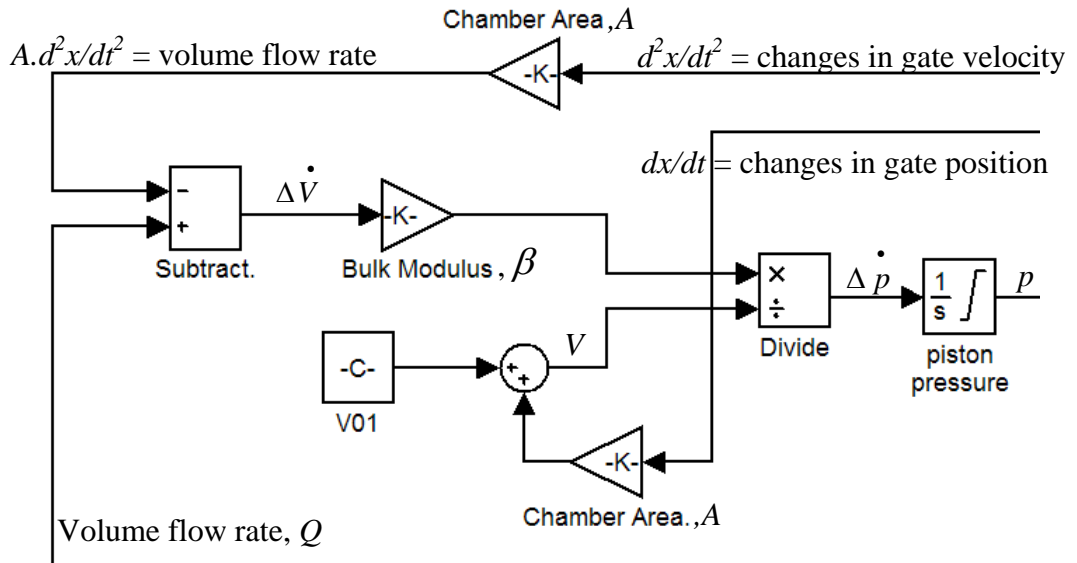 Chamber Area ,A
A.d²x/dt² = volume flow rate
-K-
d²x/dt² = changes in gate velocity
dx/dt = changes in gate position
-
+
Subtract.
ΔV̇
-K-
Bulk Modulus , β
×
÷
Divide
Δ ṗ
1
s
piston
pressure
p
V
-C-
V01
+
+
-K-
Chamber Area. ,A
Volume flow rate, Q